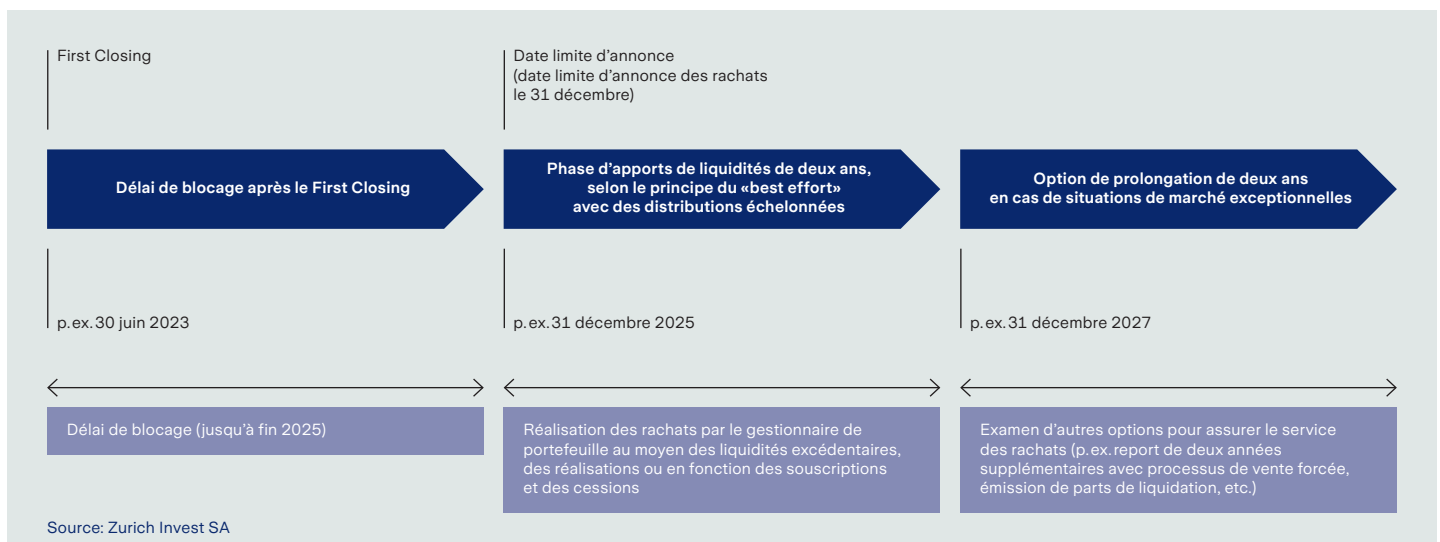 First Closing
Date limite d'annonce
(date limite d'annonce des rachats
le 31 décembre)
Délai de blocage après le First Closing
Phase d'apports de liquidités de deux ans,
selon le principe du «best effort»
avec des distributions échelonnées
Option de prolongation de deux ans
en cas de situations de marché exceptionnelles
p.ex. 30 juin 2023
p.ex. 31 décembre 2025
p.ex. 31 décembre 2027
Délai de blocage (jusqu'à fin 2025)
Réalisation des rachats par le gestionnaire de
portefeuille au moyen des liquidités excédentaires,
des réalisations ou en fonction des souscriptions
et des cessions
Examen d'autres options pour assurer le service
des rachats (p.ex. report de deux années
supplémentaires avec processus de vente forcée,
émission de parts de liquidation, etc.)
Source: Zurich Invest SA